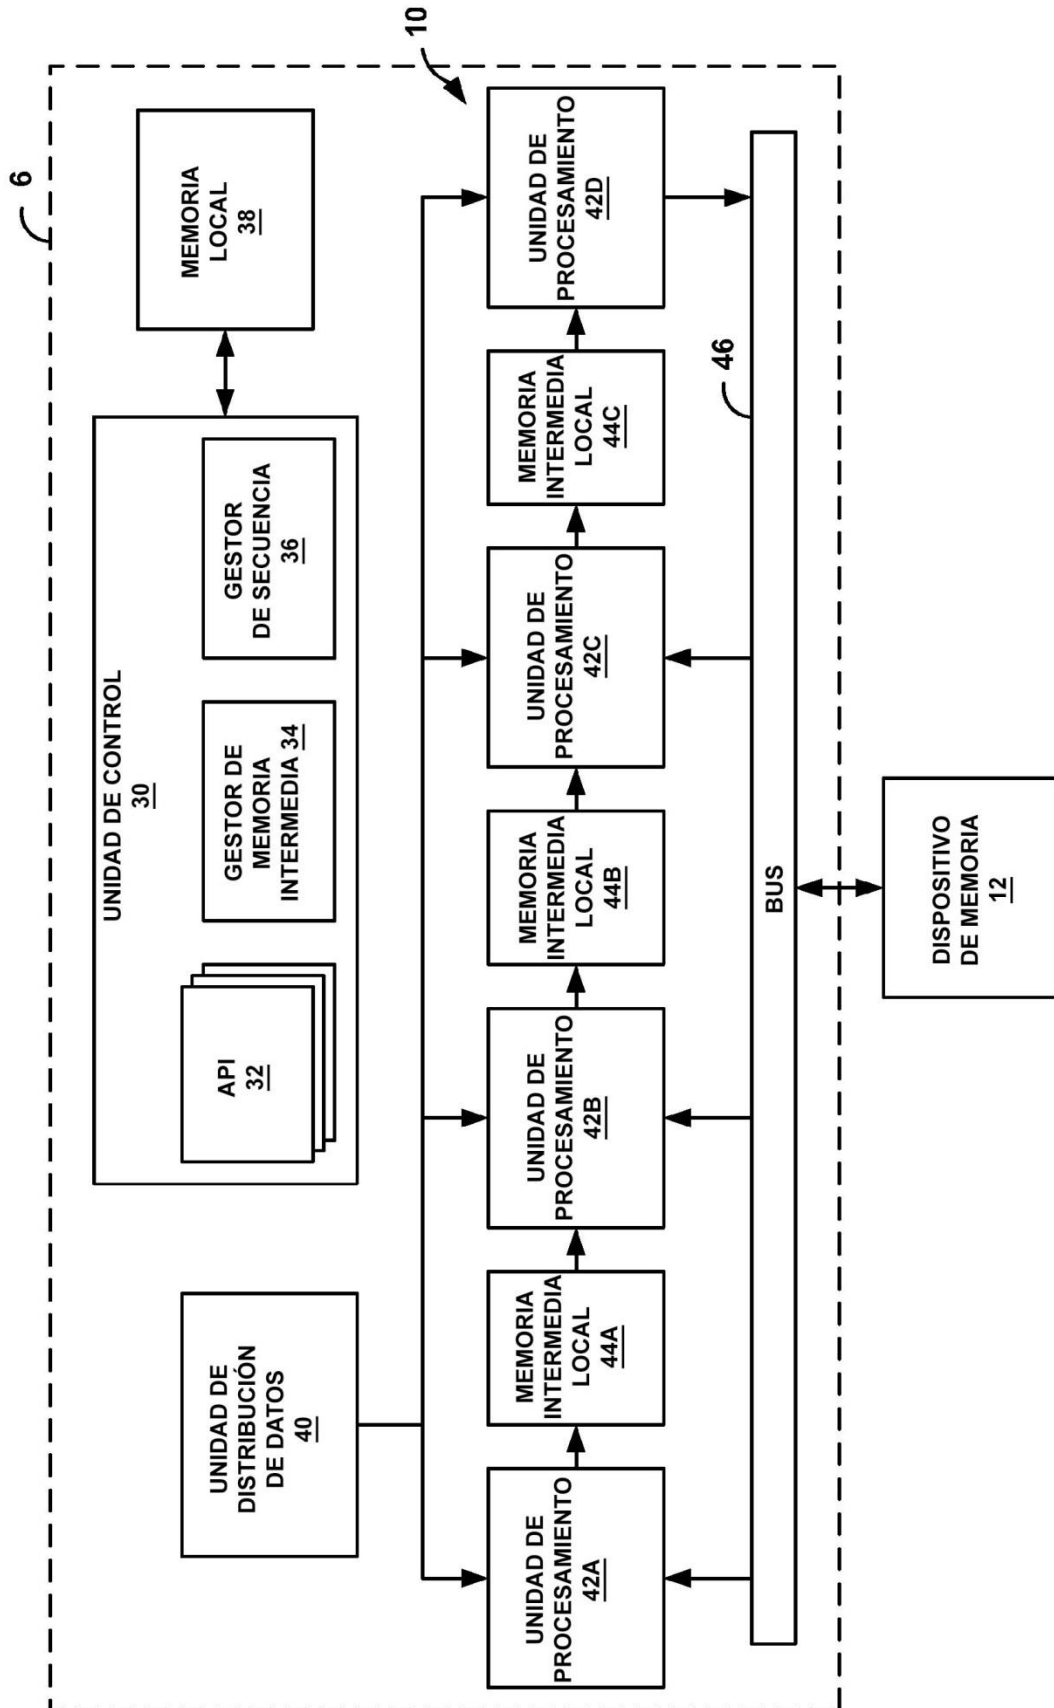 6
UNIDAD DE
DISTRIBUCIÓN
DE DATOS
40
UNIDAD DE CONTROL
30
API
32
GESTOR DE
MEMORIA
INTERMEDIA 34
GESTOR
DE SECUENCIA
36
MEMORIA
LOCAL
38
10
UNIDAD DE
PROCESAMIENTO
42A
MEMORIA
INTERMEDIA
LOCAL
44A
UNIDAD DE
PROCESAMIENTO
42B
MEMORIA
INTERMEDIA
LOCAL
44B
UNIDAD DE
PROCESAMIENTO
42C
MEMORIA
INTERMEDIA
LOCAL
44C
UNIDAD DE
PROCESAMIENTO
42D
46
BUS
DISPOSITIVO
DE MEMORIA
12